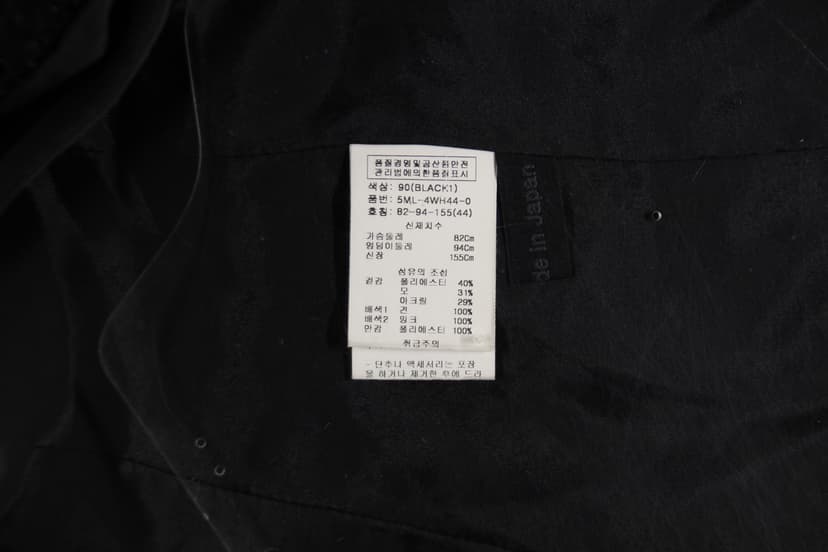 품질경영및공산품안전
관리법에의한품질표시
색상: 90(BLACK1)
품번: 5ML-4WH44-0
호칭: 82-94-155(44)
신체치수
가슴둘레 82Cm
엉덩이둘레 94Cm
신장 155Cm
섬유의 조성
겉감 폴리에스터 40%
모 31%
아크릴 29%
배색1 견 100%
배색2 밍크 100%
안감 폴리에스터 100%
취급주의
- 단추나 액세서리는 포장
을 하거나 제거한 후에 드라
de in Japan